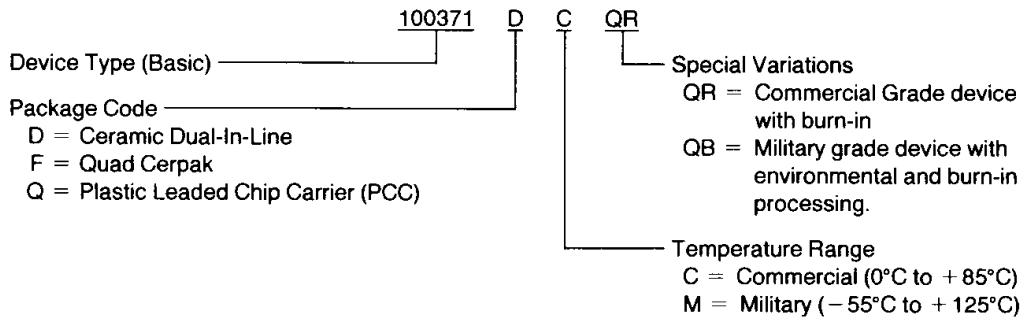 100371 D C QR
Device Type (Basic)
Package Code
D = Ceramic Dual-In-Line
F = Quad Cerpak
Q = Plastic Leaded Chip Carrier (PCC)
Special Variations
QR = Commercial Grade device
with burn-in
QB = Military grade device with
environmental and burn-in
processing.
Temperature Range
C = Commercial (0°C to +85°C)
M = Military (−55°C to +125°C)